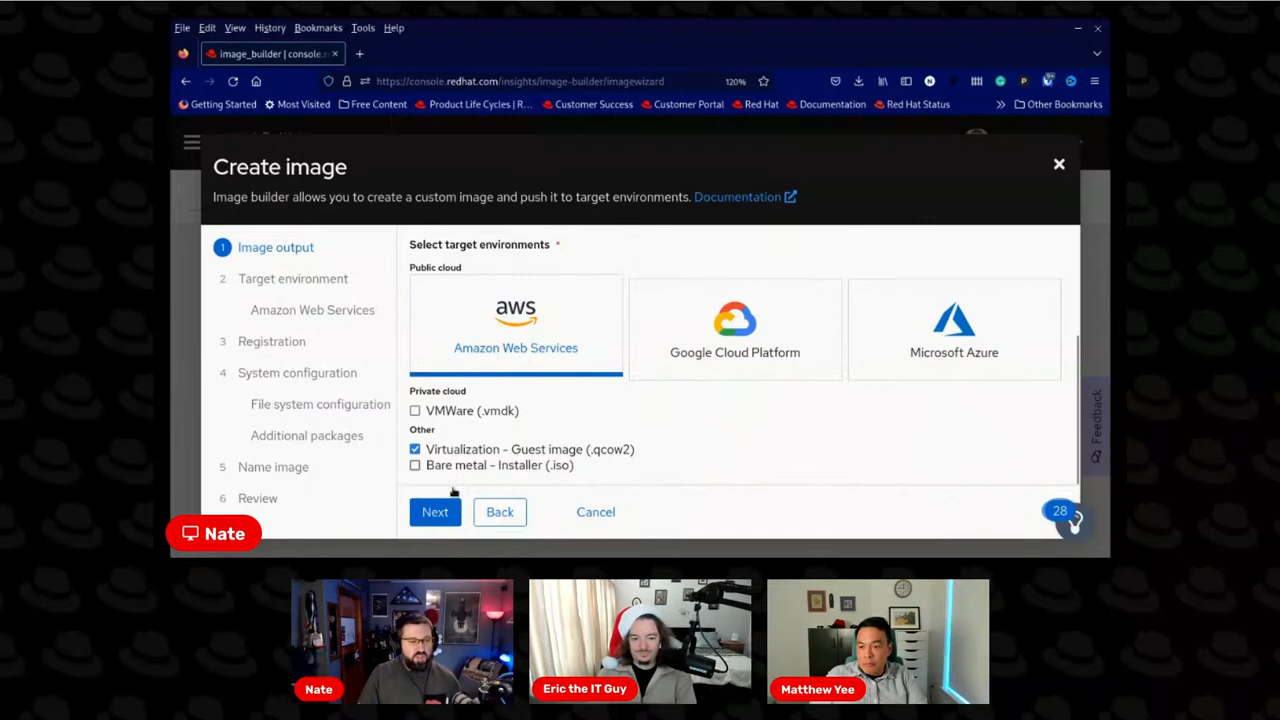 File Edit View History Bookmarks Tools Help
image_builder | console.r
https://console.redhat.com/insights/image-builder/imagewizard 120%
Getting Started Most Visited Free Content Product Life Cycles | R... Customer Success Customer Portal Red Hat Documentation Red Hat Status Other Bookmarks
Create image
Image builder allows you to create a custom image and push it to target environments. Documentation
1 Image output
2 Target environment
Amazon Web Services
3 Registration
4 System configuration
File system configuration
Additional packages
5 Name image
6 Review
Select target environments *
Public cloud
aws
Amazon Web Services
Google Cloud Platform
Microsoft Azure
Private cloud
VMWare (.vmdk)
Other
Virtualization - Guest image (.qcow2)
Bare metal - Installer (.iso)
Next Back Cancel
Feedback
28
Nate
Nate
Eric the IT Guy
Matthew Yee